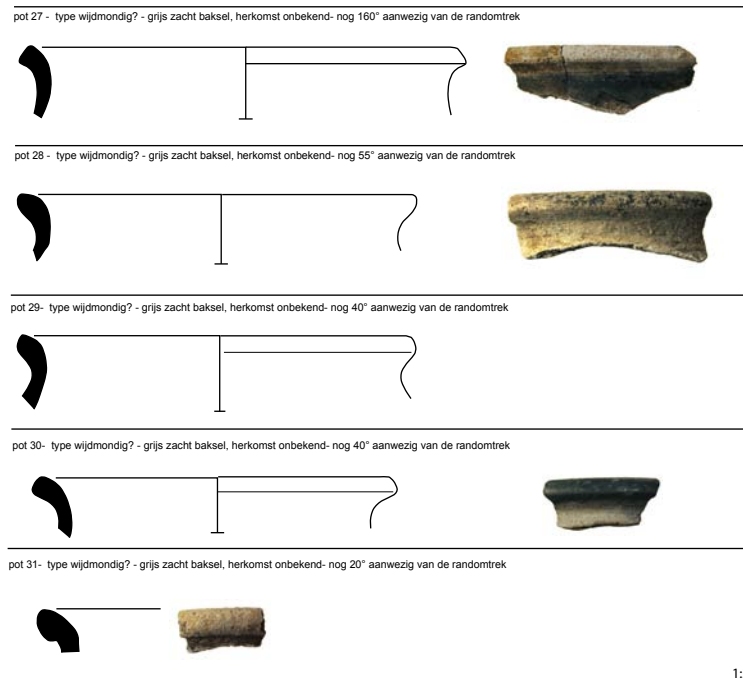 pot 27 - type wijdmondig? - grijs zacht baksel, herkomst onbekend- nog 160° aanwezig van de randomtrek
pot 28 - type wijdmondig? - grijs zacht baksel, herkomst onbekend- nog 55° aanwezig van de randomtrek
pot 29- type wijdmondig? - grijs zacht baksel, herkomst onbekend- nog 40° aanwezig van de randomtrek
pot 30- type wijdmondig? - grijs zacht baksel, herkomst onbekend- nog 40° aanwezig van de randomtrek
pot 31- type wijdmondig? - grijs zacht baksel, herkomst onbekend- nog 20° aanwezig van de randomtrek
1: